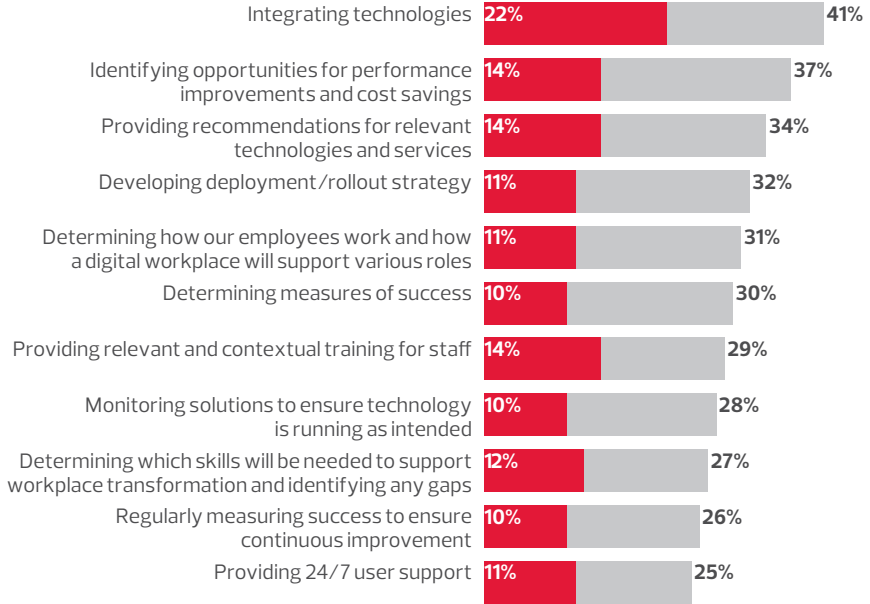 Integrating technologies 22% 41%
Identifying opportunities for performance
improvements and cost savings 14% 37%
Providing recommendations for relevant
technologies and services 14% 34%
Developing deployment/rollout strategy 11% 32%
Determining how our employees work and how
a digital workplace will support various roles 11% 31%
Determining measures of success 10% 30%
Providing relevant and contextual training for staff 14% 29%
Monitoring solutions to ensure technology
is running as intended 10% 28%
Determining which skills will be needed to support
workplace transformation and identifying any gaps 12% 27%
Regularly measuring success to ensure
continuous improvement 10% 26%
Providing 24/7 user support 11% 25%